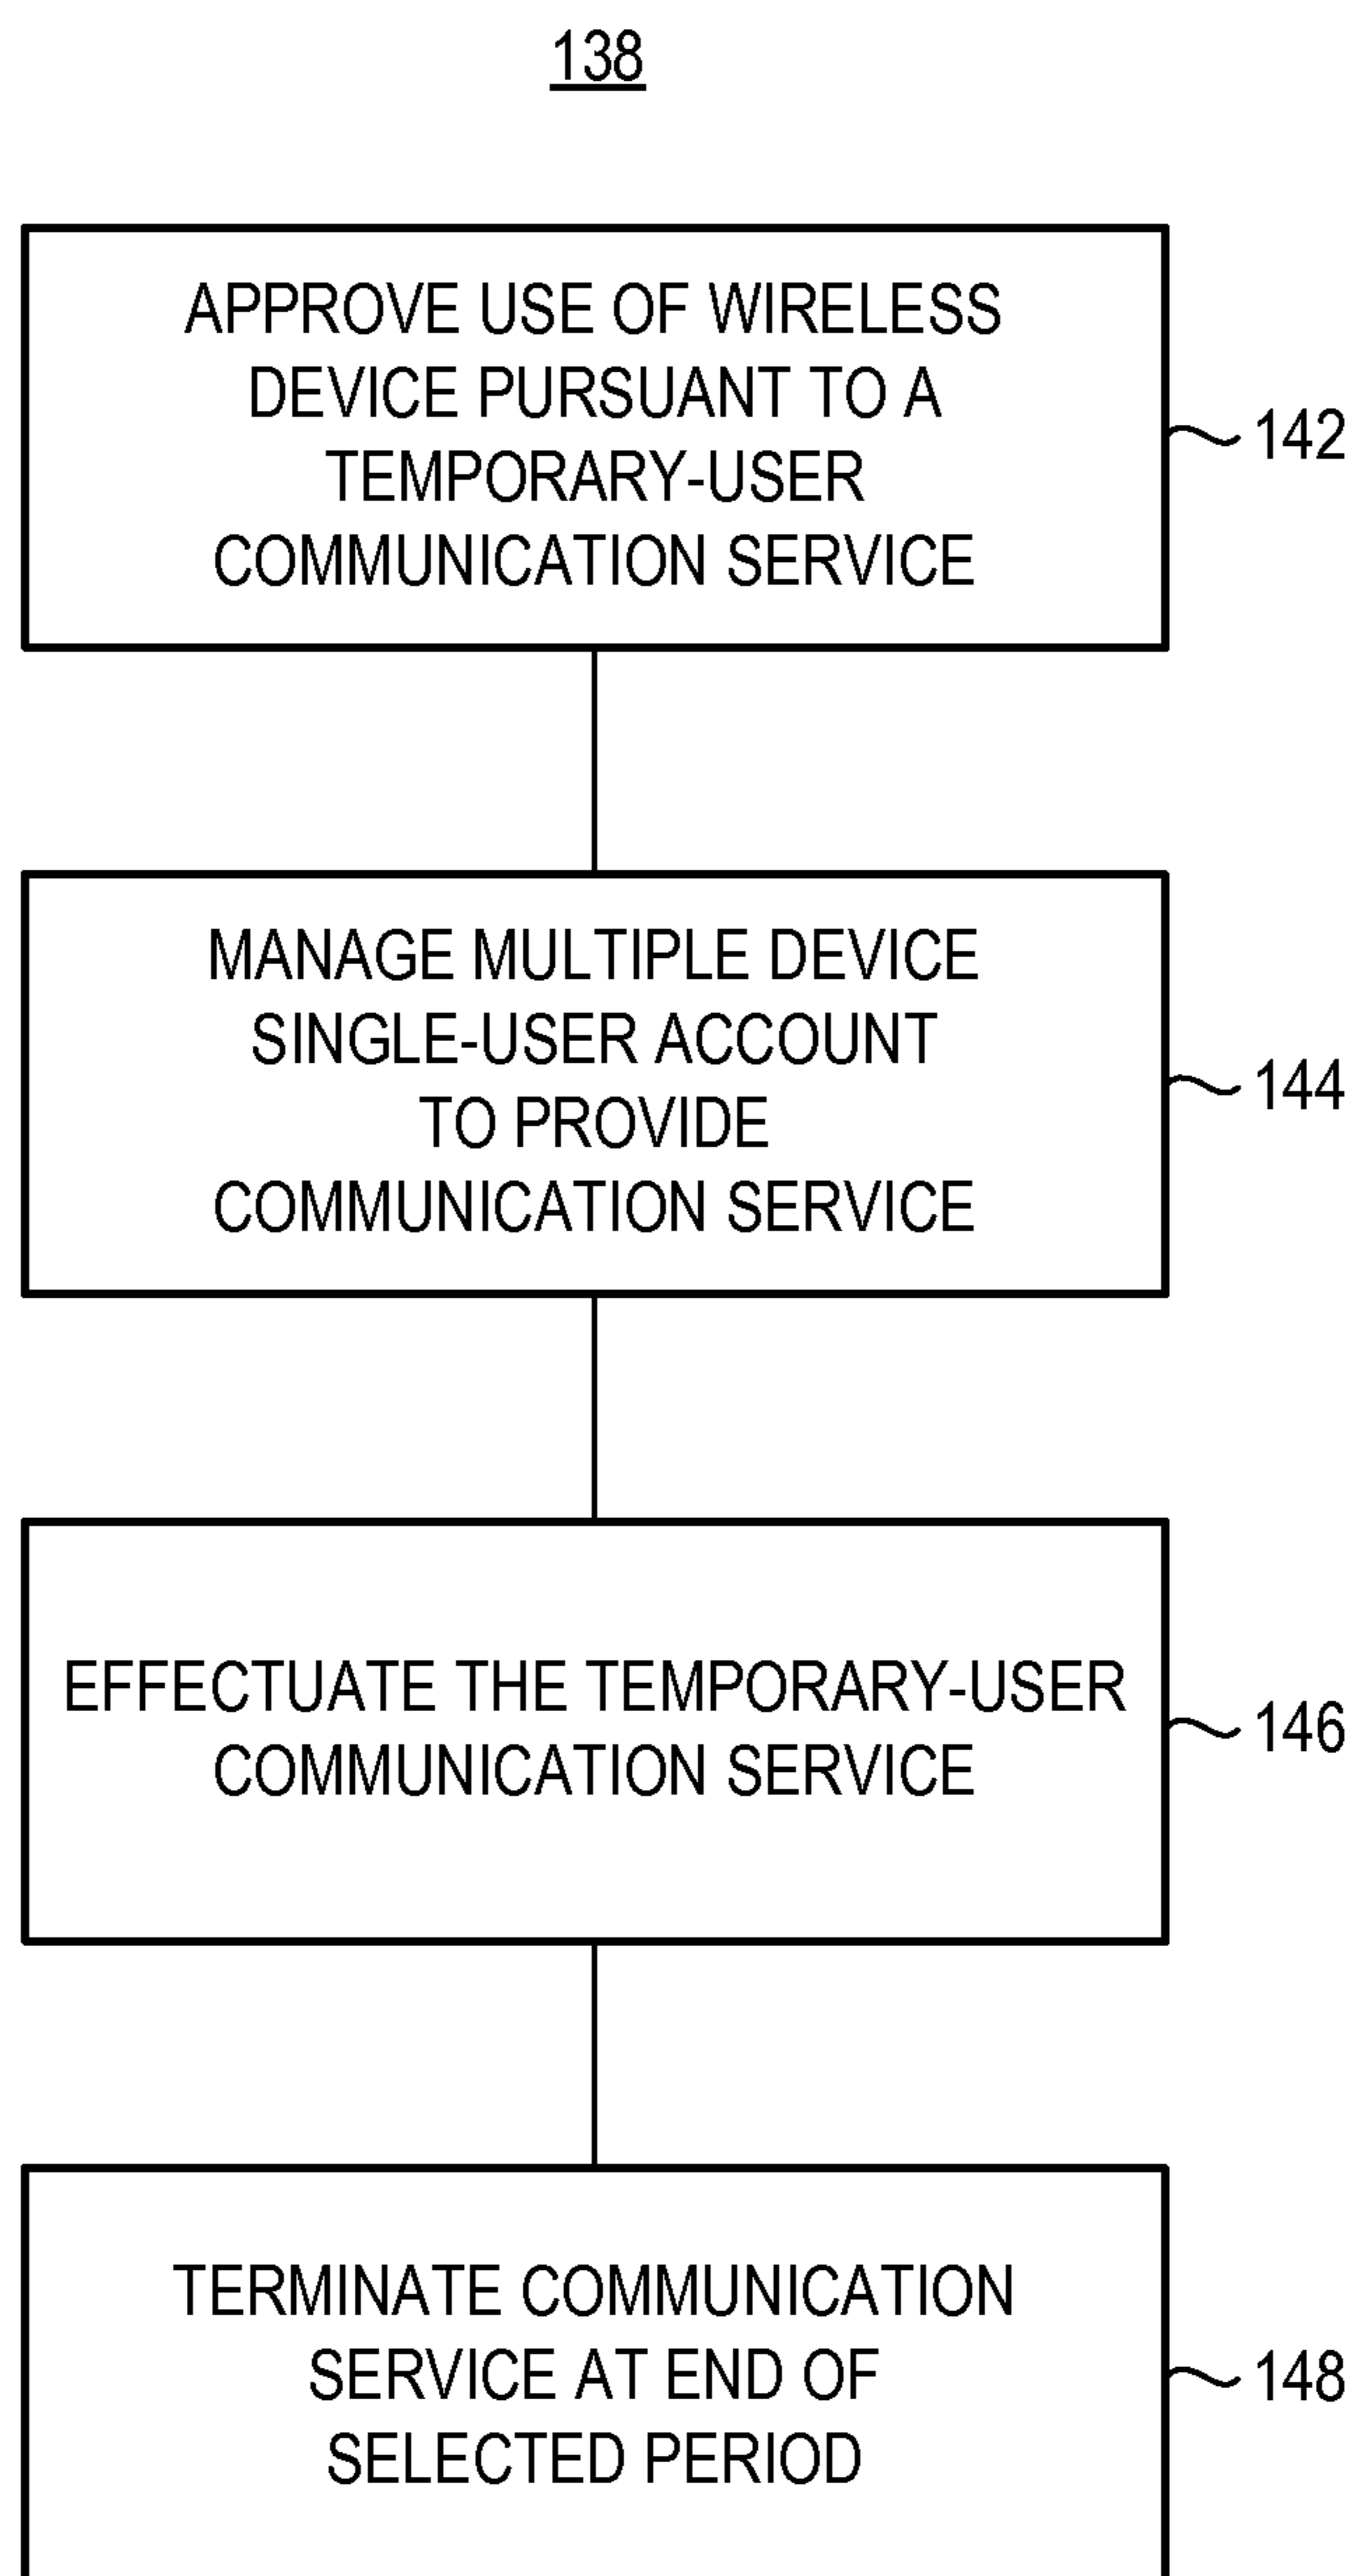 138
APPROVE USE OF WIRELESS
DEVICE PURSUANT TO A
TEMPORARY-USER
COMMUNICATION SERVICE
142
MANAGE MULTIPLE DEVICE
SINGLE-USER ACCOUNT
TO PROVIDE
COMMUNICATION SERVICE
144
EFFECTUATE THE TEMPORARY-USER
COMMUNICATION SERVICE
146
TERMINATE COMMUNICATION
SERVICE AT END OF
SELECTED PERIOD
148